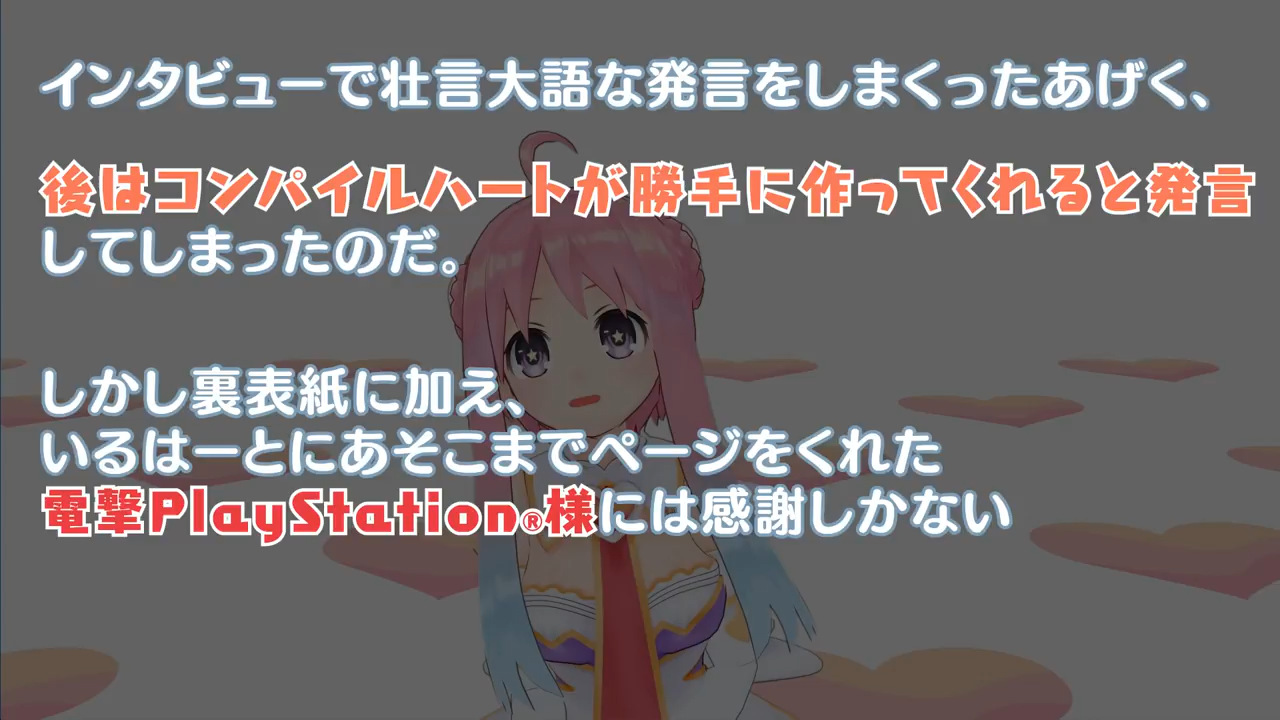 インタビューで壮言大語な発言をしまくったあげく、
後はコンパイルハートが勝手に作ってくれると発言
してしまったのだ。
しかし裏表紙に加え、
いるはーとにあそこまでページをくれた
電撃PlayStation®様には感謝しかない